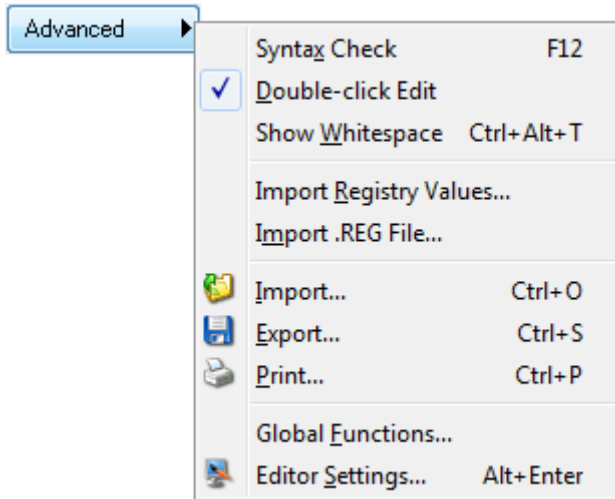 Advanced
Syntax Check F12
Double-click Edit
Show Whitespace Ctrl+Alt+T
Import Registry Values...
Import .REG File...
Import... Ctrl+O
Export... Ctrl+S
Print... Ctrl+P
Global Functions...
Editor Settings... Alt+Enter